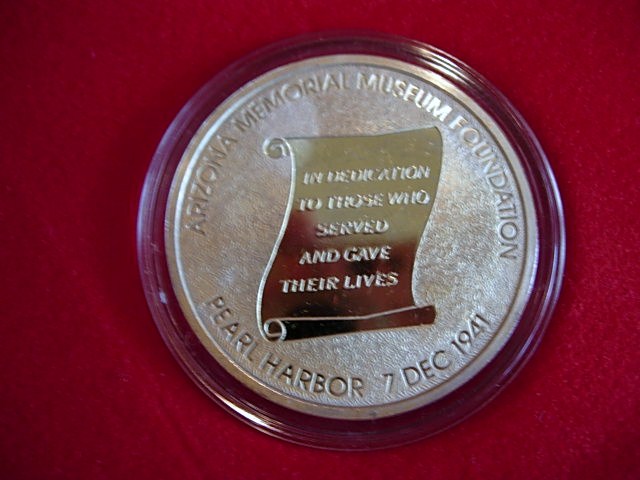 ARIZONA MEMORIAL MUSEUM FOUNDATION
IN DEDICATION
TO THOSE WHO
SERVED
AND GAVE
THEIR LIVES
PEARL HARBOR 7 DEC 1941